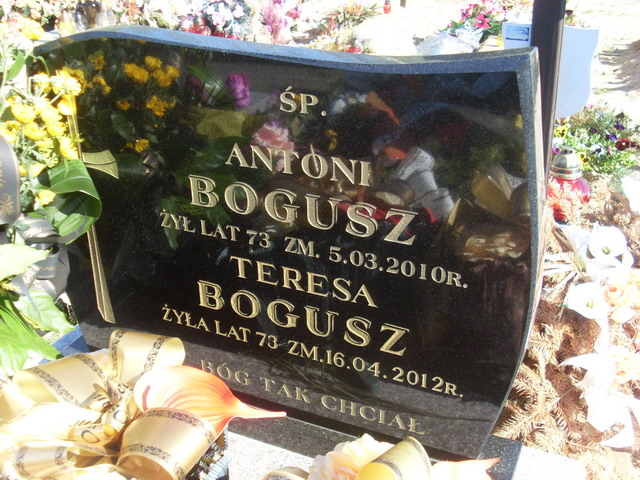 ŚP.
ANTONI
BOGUSZ
ŻYŁ LAT 73 ZM. 5.03.2010R.
TERESA
BOGUSZ
ŻYŁA LAT 73 ZM. 16.04.2012R.
BÓG TAK CHCIAŁ